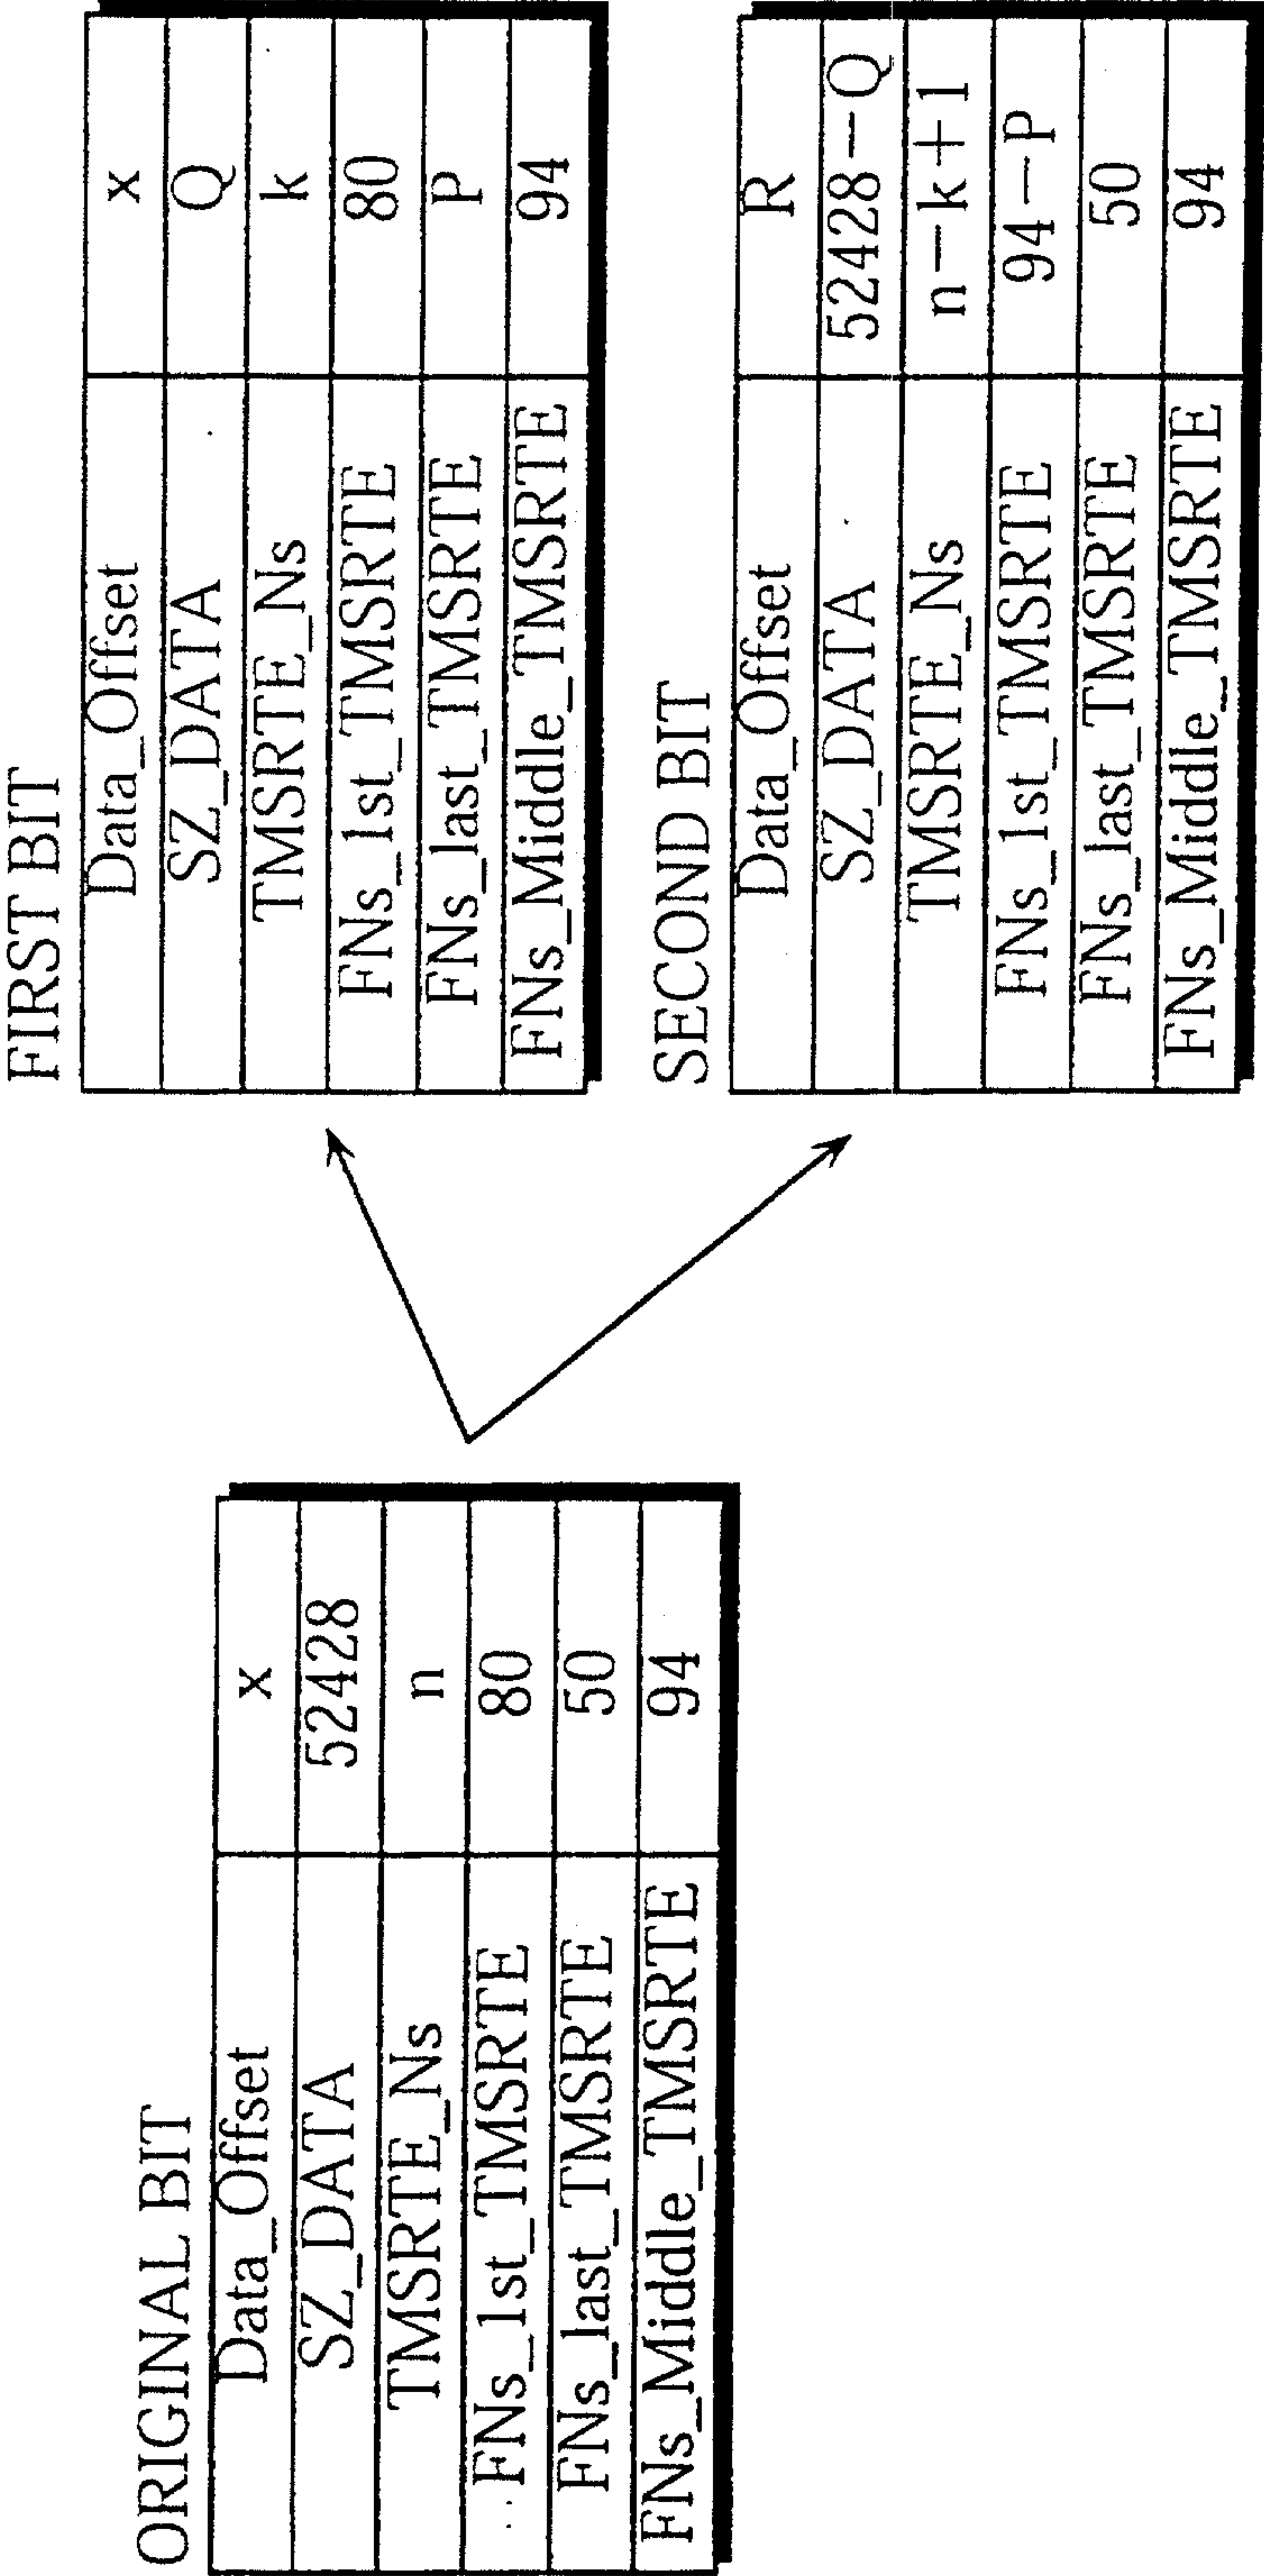 ORIGINAL BIT
Data_Offset x
SZ_DATA 52428
TMSRTE_Ns n
FNs_1st_TMSRTE 80
FNs_last_TMSRTE 50
FNs_Middle_TMSRTE 94
FIRST BIT
Data_Offset x
SZ_DATA Q
TMSRTE_Ns k
FNs_1st_TMSRTE 80
FNs_last_TMSRTE P
FNs_Middle_TMSRTE 94
SECOND BIT
Data_Offset R
SZ_DATA 52428-Q
TMSRTE_Ns n-k+1
FNs_1st_TMSRTE 94-P
FNs_last_TMSRTE 50
FNs_Middle_TMSRTE 94